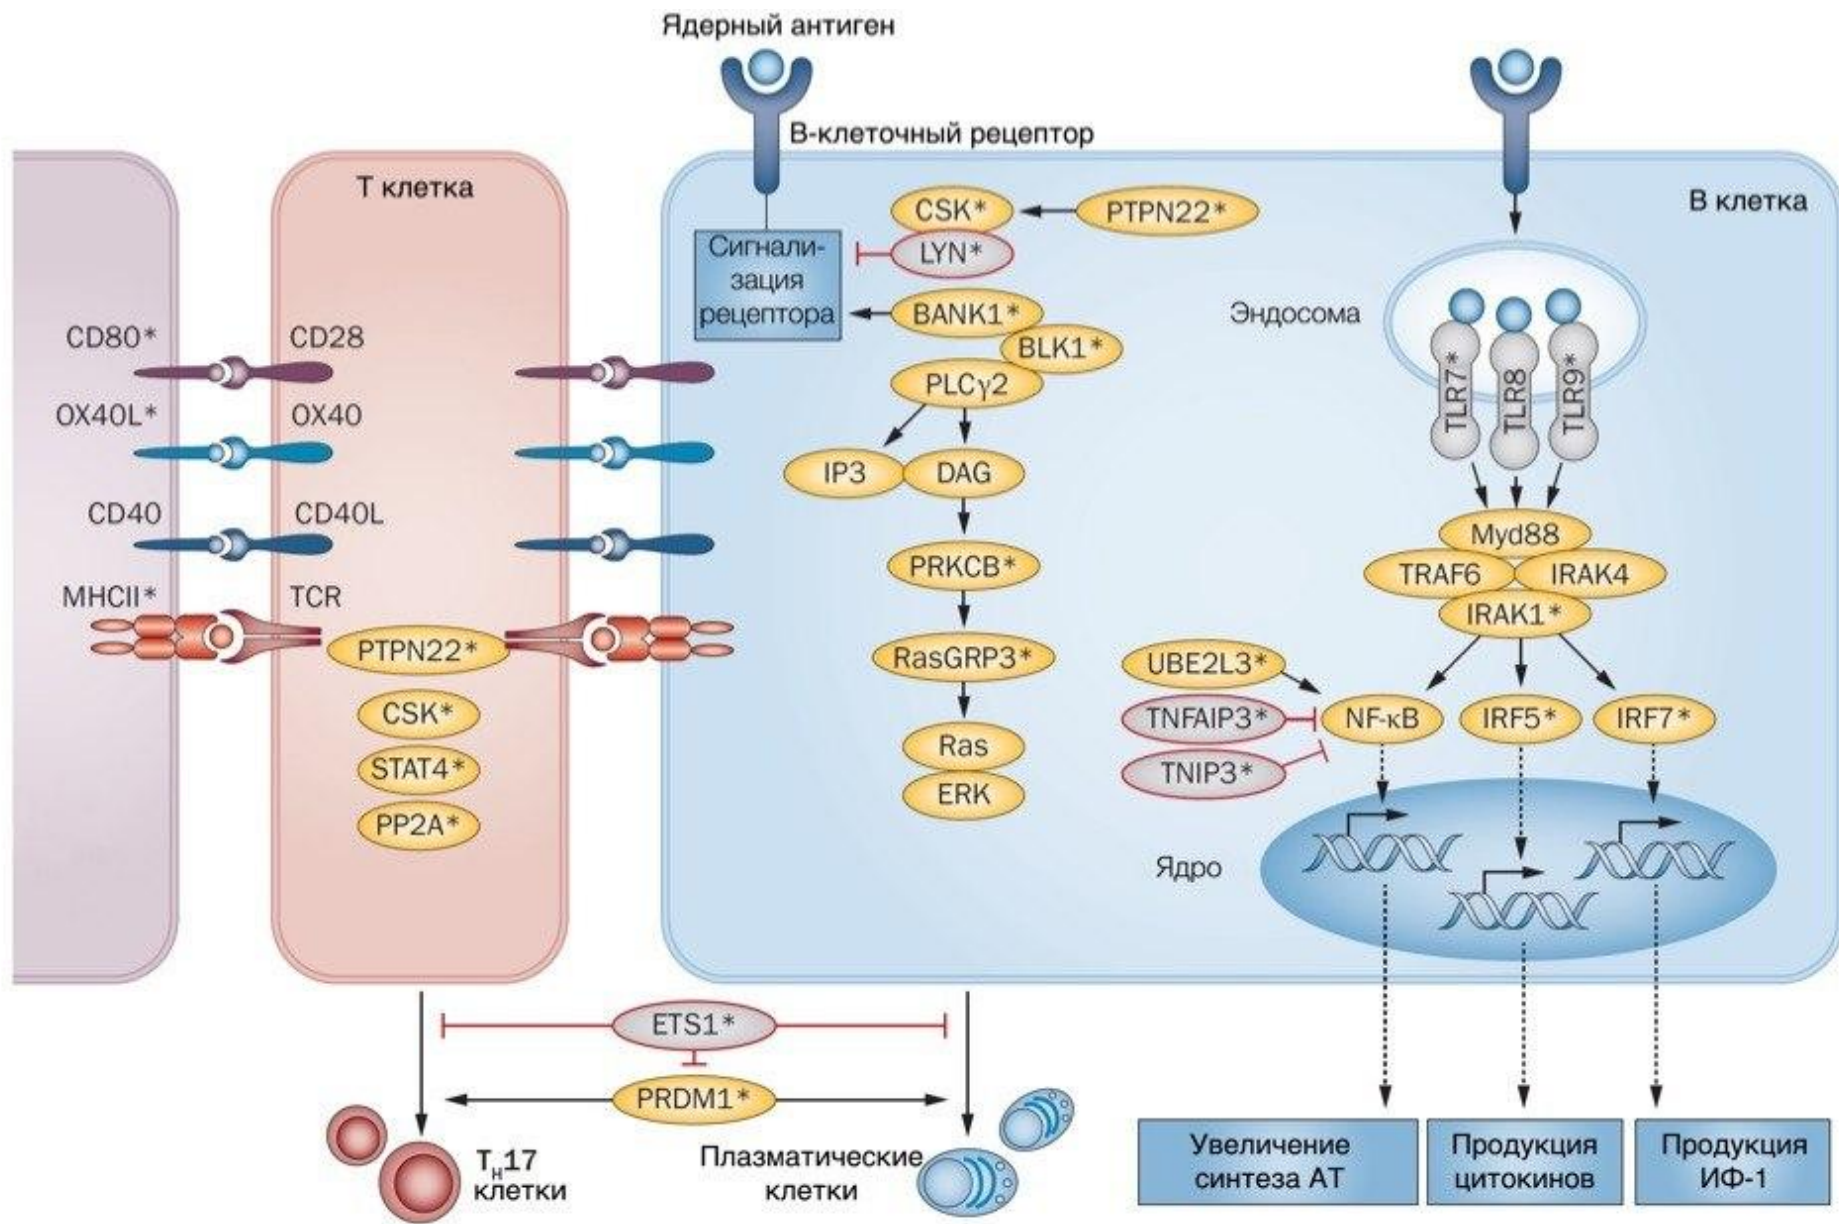 Ядерный антиген
В-клеточный рецептор
Т клетка
В клетка
CSK*
PTPN22*
LYN*
Сигнали-
зация
рецептора
BANK1*
BLK1*
PLCγ2
IP3
DAG
PRKCB*
RasGRP3*
Ras
ERK
Эндосома
TLR7*
TLR8
TLR9*
Myd88
TRAF6
IRAK4
IRAK1*
UBE2L3*
TNFAIP3*
TNIP3*
NF-κB
IRF5*
IRF7*
Ядро
CD80*
CD28
OX40L*
OX40
CD40
CD40L
MHCII*
TCR
PTPN22*
CSK*
STAT4*
PP2A*
ETS1*
PRDM1*
TH17
клетки
Плазматические
клетки
Увеличение
синтеза АТ
Продукция
цитокинов
Продукция
ИФ-1